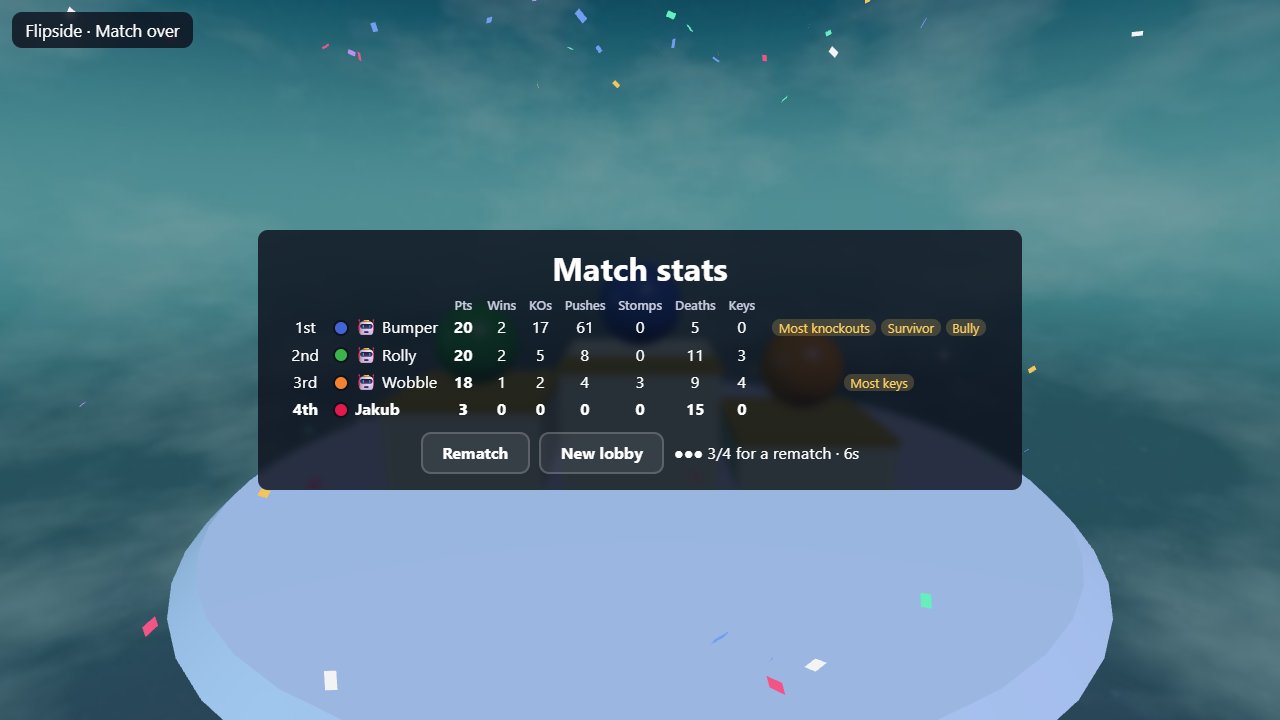 Flipside · Match over
Match stats
Pts Wins KOs Pushes Stomps Deaths Keys
1st Bumper 20 2 17 61 0 5 0 Most knockouts Survivor Bully
2nd Rolly 20 2 5 8 0 11 3
3rd Wobble 18 1 2 4 3 9 4 Most keys
4th Jakub 3 0 0 0 0 15 0
Rematch New lobby ●●● 3/4 for a rematch · 6s